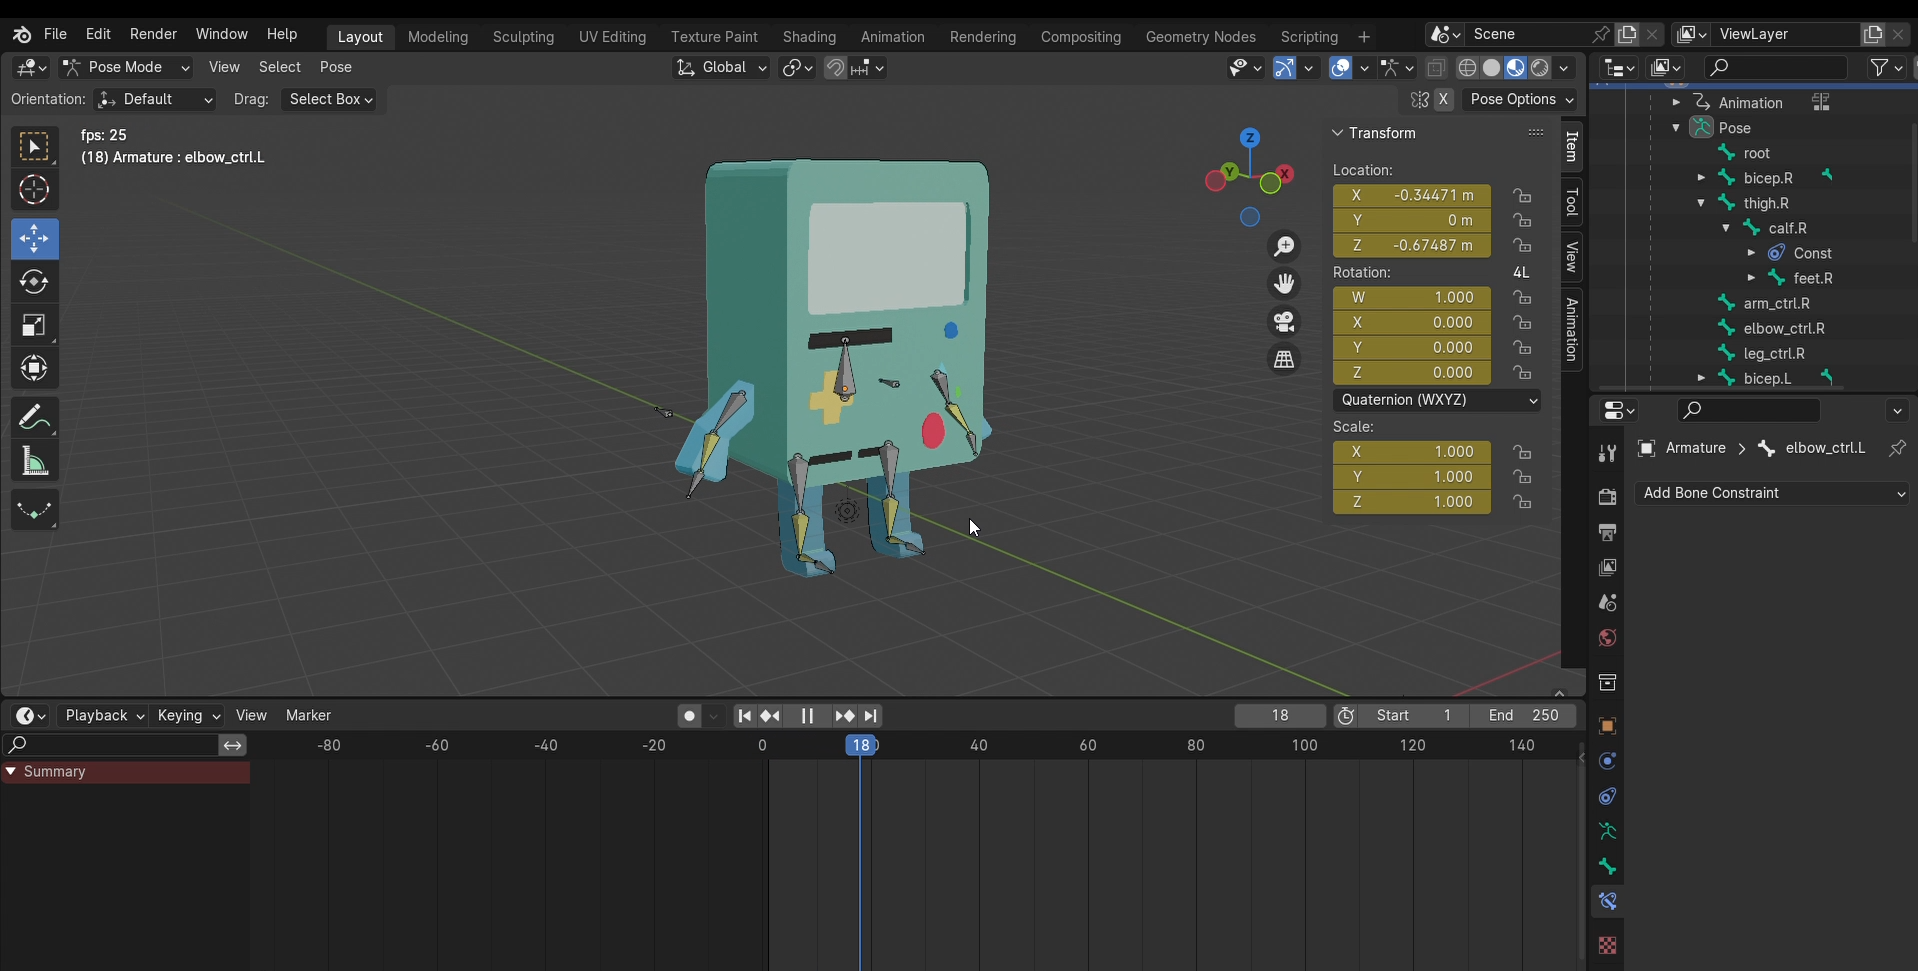 File Edit Render Window Help Layout Modeling Sculpting UV Editing Texture Paint Shading Animation Rendering Compositing Geometry Nodes Scripting + Scene ViewLayer
Pose Mode View Select Pose Global
Orientation: Default Drag: Select Box X Pose Options
fps: 25
(18) Armature : elbow_ctrl.L
Z
Y
X
Transform
Location:
X -0.34471 m
Y 0 m
Z -0.67487 m
Rotation: 4L
W 1.000
X 0.000
Y 0.000
Z 0.000
Quaternion (WXYZ)
Scale:
X 1.000
Y 1.000
Z 1.000
Item
Tool
View
Animation
Animation
Pose
root
bicep.R
thigh.R
calf.R
Const
feet.R
arm_ctrl.R
elbow_ctrl.R
leg_ctrl.R
bicep.L
Armature > elbow_ctrl.L
Add Bone Constraint
Playback Keying View Marker 18 Start 1 End 250
-80 -60 -40 -20 0 18 40 60 80 100 120 140
Summary